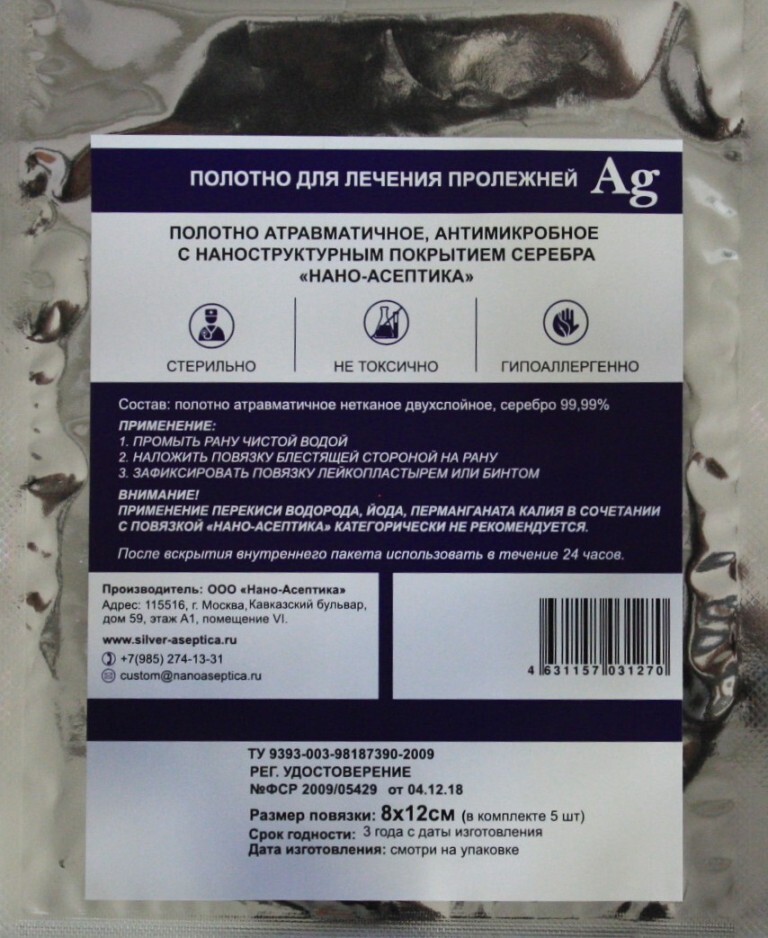 ПОЛОТНО ДЛЯ ЛЕЧЕНИЯ ПРОЛЕЖНЕЙ Ag
ПОЛОТНО АТРАВМАТИЧНОЕ, АНТИМИКРОБНОЕ
С НАНОСТРУКТУРНЫМ ПОКРЫТИЕМ СЕРЕБРА
«НАНО-АСЕПТИКА»
СТЕРИЛЬНО НЕ ТОКСИЧНО ГИПОАЛЛЕРГЕННО
Состав: полотно атравматичное нетканое двухслойное, серебро 99,99%
ПРИМЕНЕНИЕ:
1. ПРОМЫТЬ РАНУ ЧИСТОЙ ВОДОЙ
2. НАЛОЖИТЬ ПОВЯЗКУ БЛЕСТЯЩЕЙ СТОРОНОЙ НА РАНУ
3. ЗАФИКСИРОВАТЬ ПОВЯЗКУ ЛЕЙКОПЛАСТЫРЕМ ИЛИ БИНТОМ
ВНИМАНИЕ!
ПРИМЕНЕНИЕ ПЕРЕКИСИ ВОДОРОДА, ЙОДА, ПЕРМАНГАНАТА КАЛИЯ В СОЧЕТАНИИ
С ПОВЯЗКОЙ «НАНО-АСЕПТИКА» КАТЕГОРИЧЕСКИ НЕ РЕКОМЕНДУЕТСЯ.
После вскрытия внутреннего пакета использовать в течение 24 часов.
Производитель: ООО «Нано-Асептика»
Адрес: 115516, г. Москва, Кавказский бульвар,
дом 59, этаж А1, помещение VI.
www.silver-aseptica.ru
+7(985) 274-13-31
custom@nanoaseptica.ru
4 631157 031270
ТУ 9393-003-98187390-2009
РЕГ. УДОСТОВЕРЕНИЕ
№ФСР 2009/05429 от 04.12.18
Размер повязки: 8х12см (в комплекте 5 шт)
Срок годности: 3 года с даты изготовления
Дата изготовления: смотри на упаковке